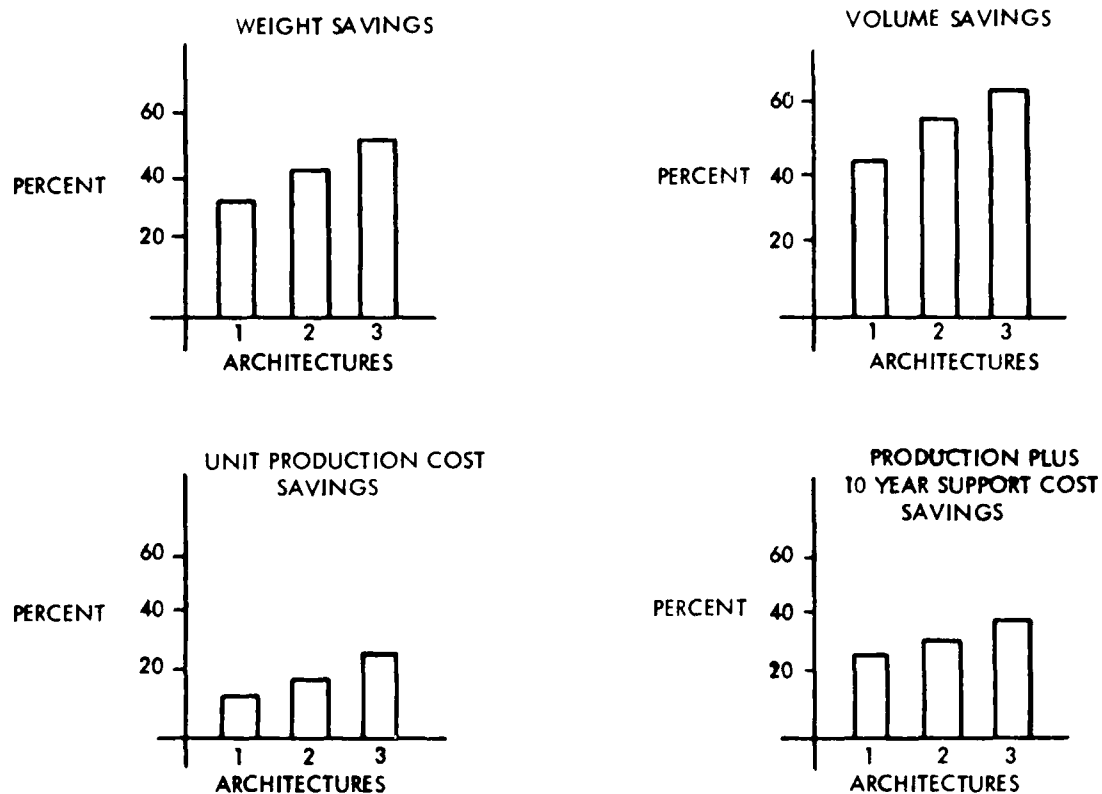 WEIGHT SAVINGS
60
PERCENT
40
20
1 2 3
ARCHITECTURES
VOLUME SAVINGS
60
PERCENT
40
20
1 2 3
ARCHITECTURES
UNIT PRODUCTION COST
SAVINGS
60
PERCENT
40
20
1 2 3
ARCHITECTURES
PRODUCTION PLUS
10 YEAR SUPPORT COST
SAVINGS
60
PERCENT
40
20
1 2 3
ARCHITECTURES